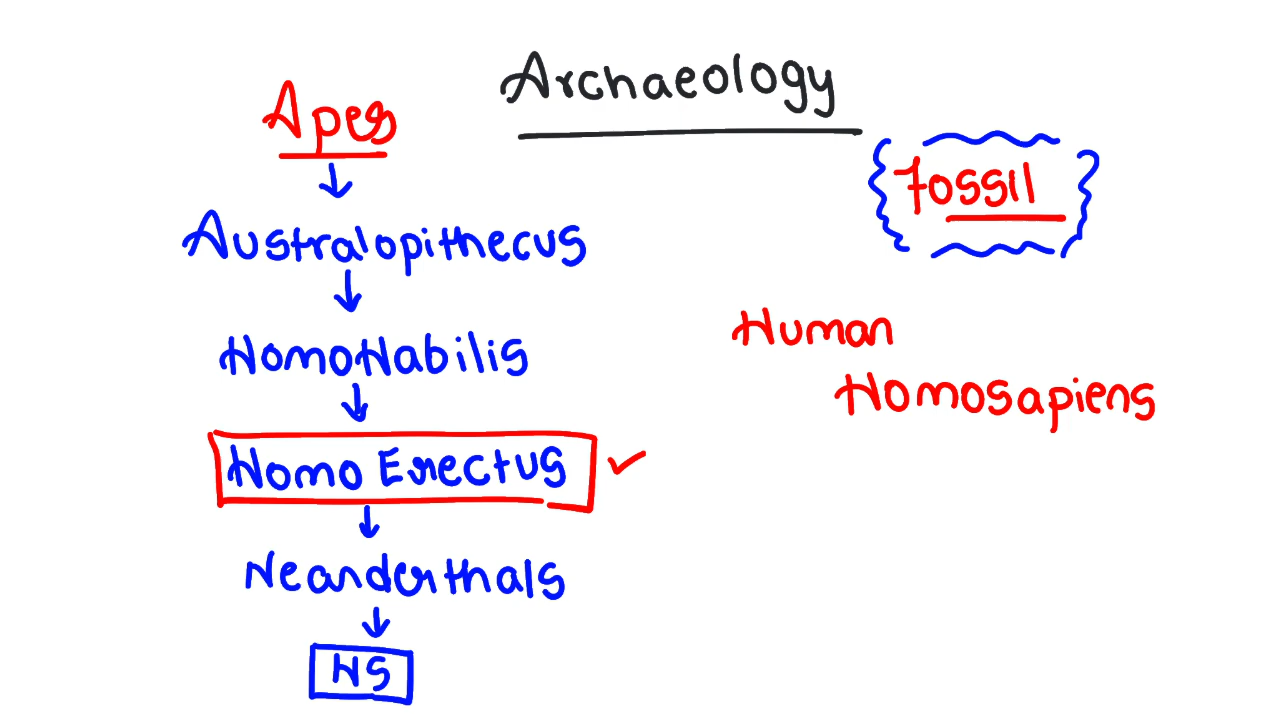 Archaeology
Apes
Fossil
Australopithecus
Human
HomoHabilis
Homosapiens
Homo Erectus
Neanderthals
HS